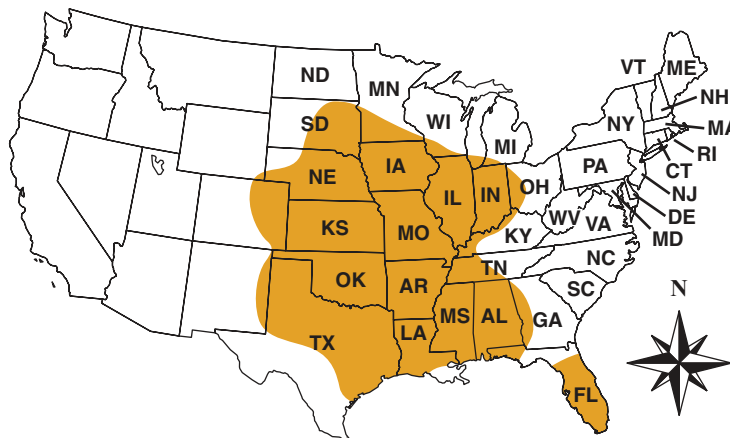 ND
MN
VT
ME
NH
SD
WI
MI
NY
MA
RI
CT
IA
NE
IL
IN
OH
PA
NJ
DE
MD
KS
MO
KY
WV
VA
OK
AR
TN
NC
SC
TX
LA
MS
AL
GA
N
FL